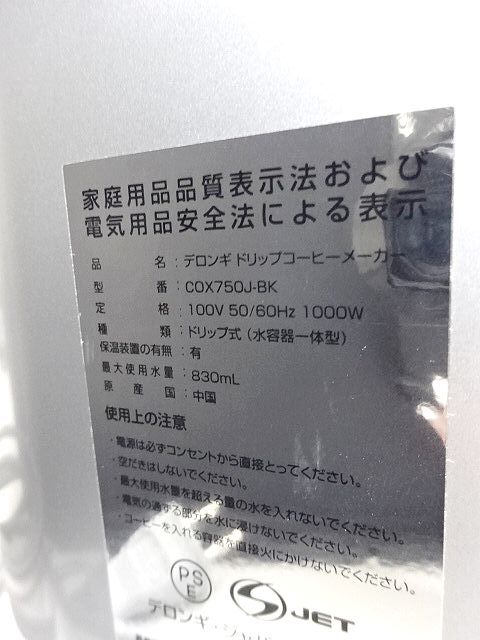 家庭用品品質表示法および
電気用品安全法による表示
品名:デロンギ ドリップコーヒーメーカー
型番:COX750J-BK
定格:100V 50/60Hz 1000W
種類:ドリップ式(水容器一体型)
保温装置の有無:有
最大使用水量:830mL
原産国:中国
使用上の注意
・電源は必ずコンセントから直接とってください。
・空だきはしないでください。
・最大使用水量を超える量の水を入れないでください。
・電気の通ずる部分を水に浸けないでください。
・コーヒーを入れる容器を直接火にかけないでください。
PS
E
S JET
デロンギ・ジャ